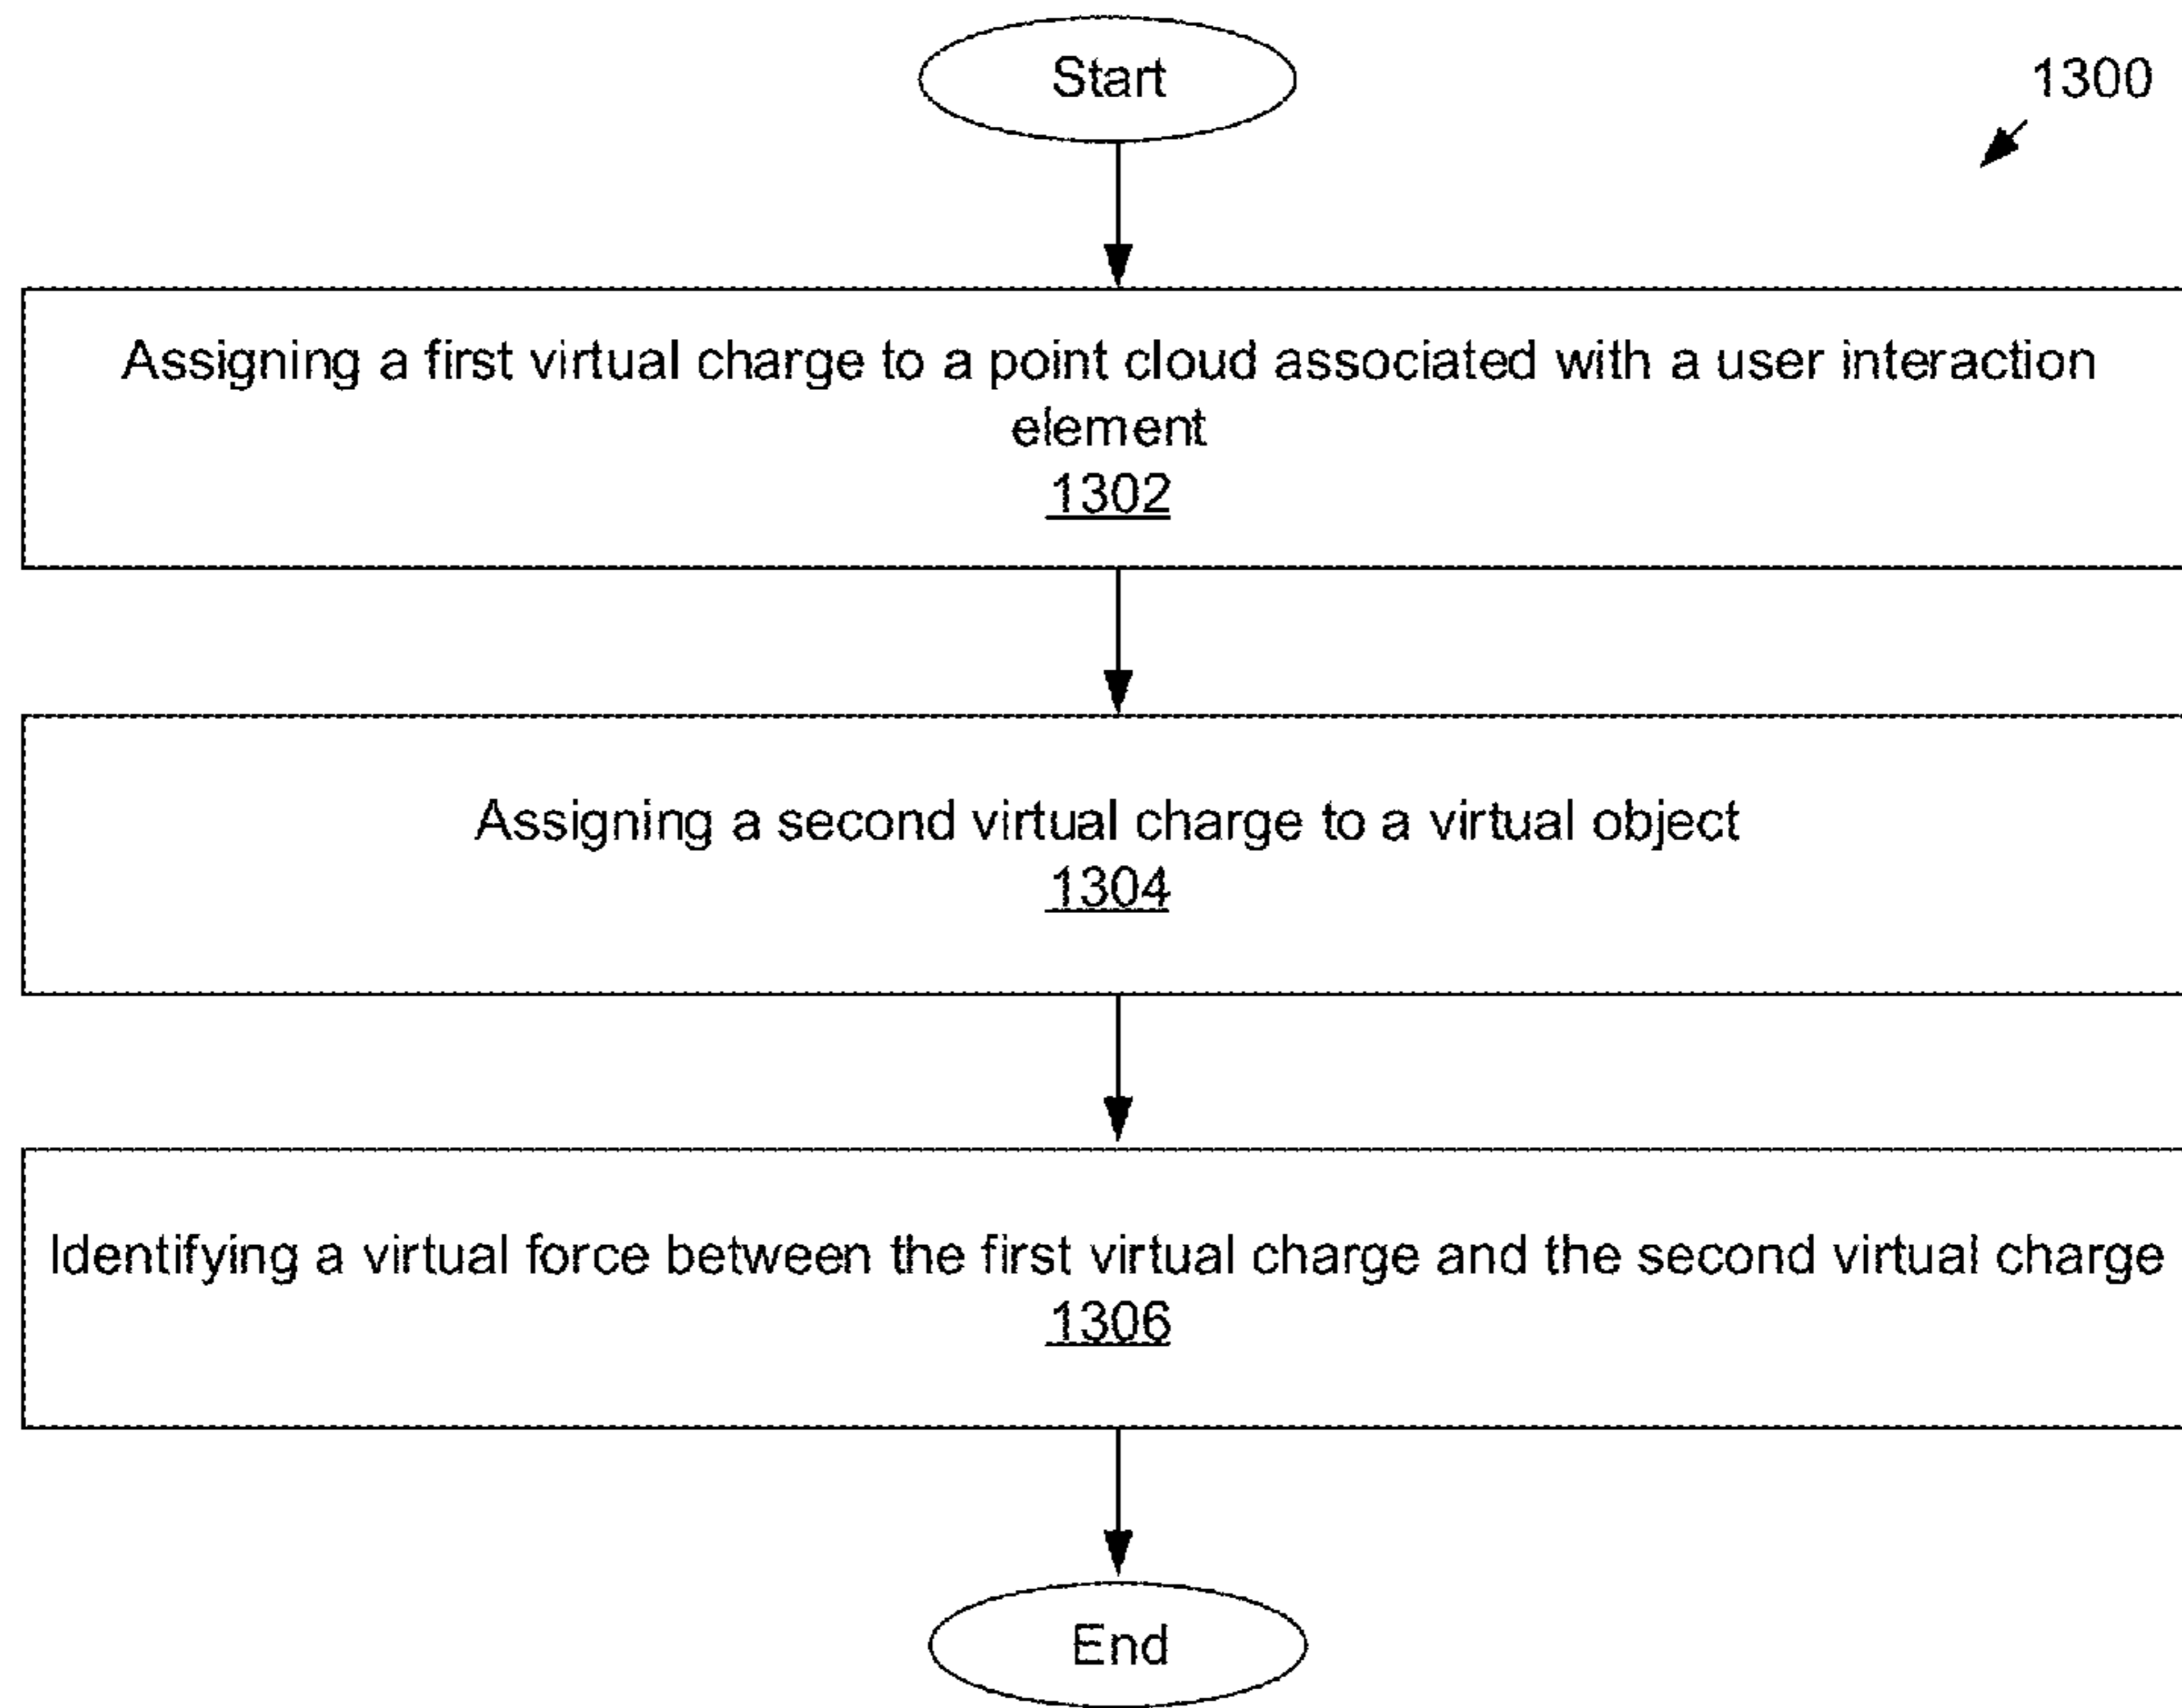 Start
1300
Assigning a first virtual charge to a point cloud associated with a user interaction
element
1302
Assigning a second virtual charge to a virtual object
1304
Identifying a virtual force between the first virtual charge and the second virtual charge
1306
End